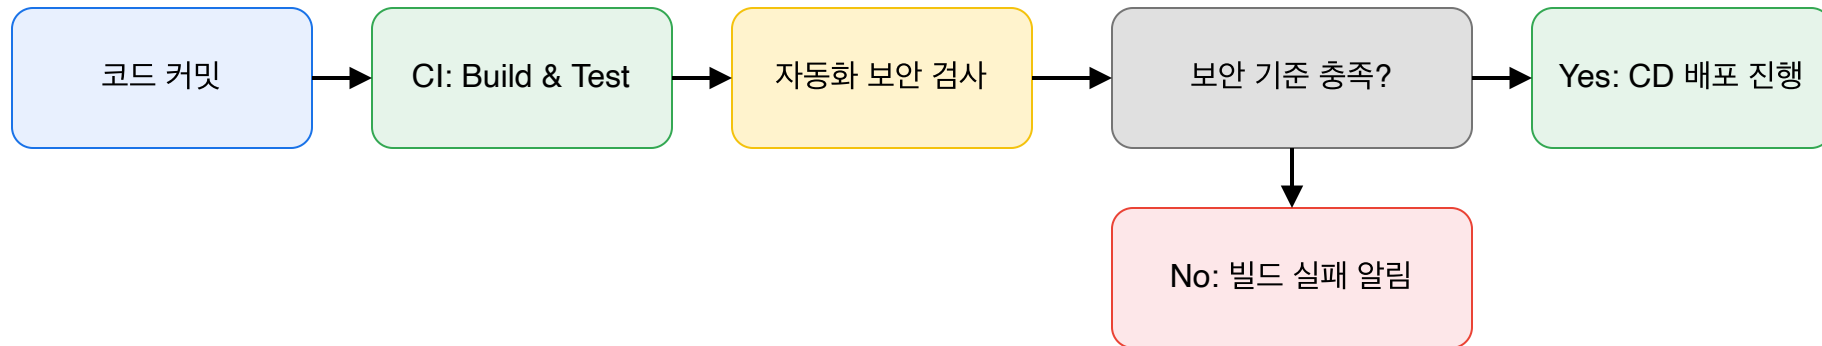 코드 커밋
CI: Build & Test
자동화 보안 검사
보안 기준 충족?
Yes: CD 배포 진행
No: 빌드 실패 알림